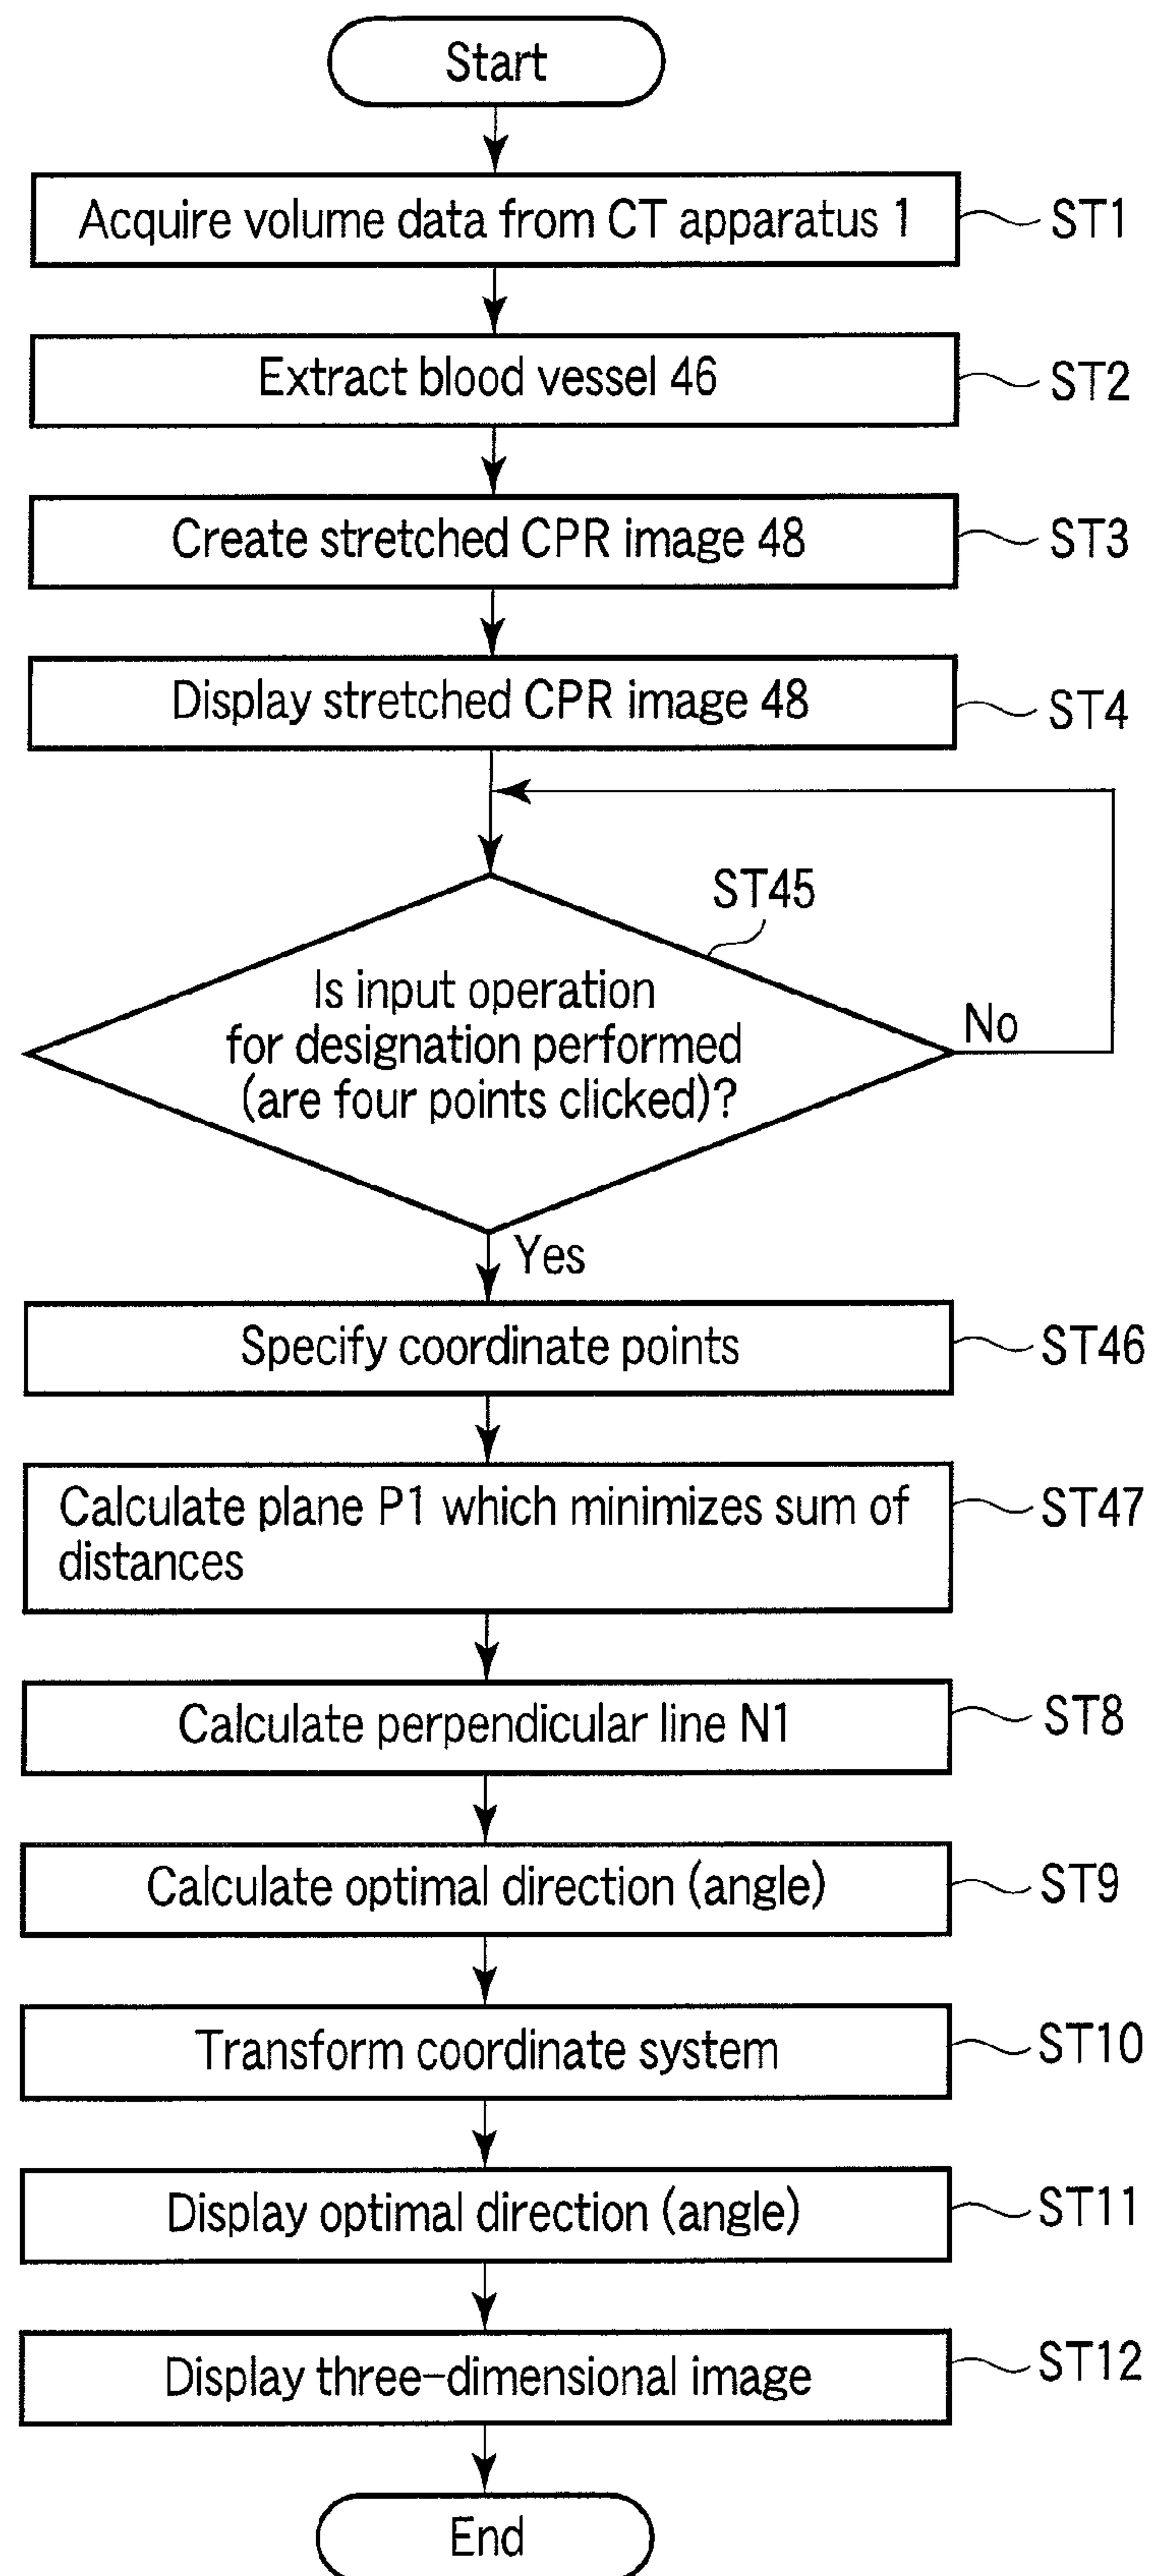 Start
Acquire volume data from CT apparatus 1
ST1
Extract blood vessel 46
ST2
Create stretched CPR image 48
ST3
Display stretched CPR image 48
ST4
ST45
Is input operation
for designation performed
(are four points clicked)?
No
Yes
Specify coordinate points
ST46
Calculate plane P1 which minimizes sum of
distances
ST47
Calculate perpendicular line N1
ST8
Calculate optimal direction (angle)
ST9
Transform coordinate system
ST10
Display optimal direction (angle)
ST11
Display three-dimensional image
ST12
End